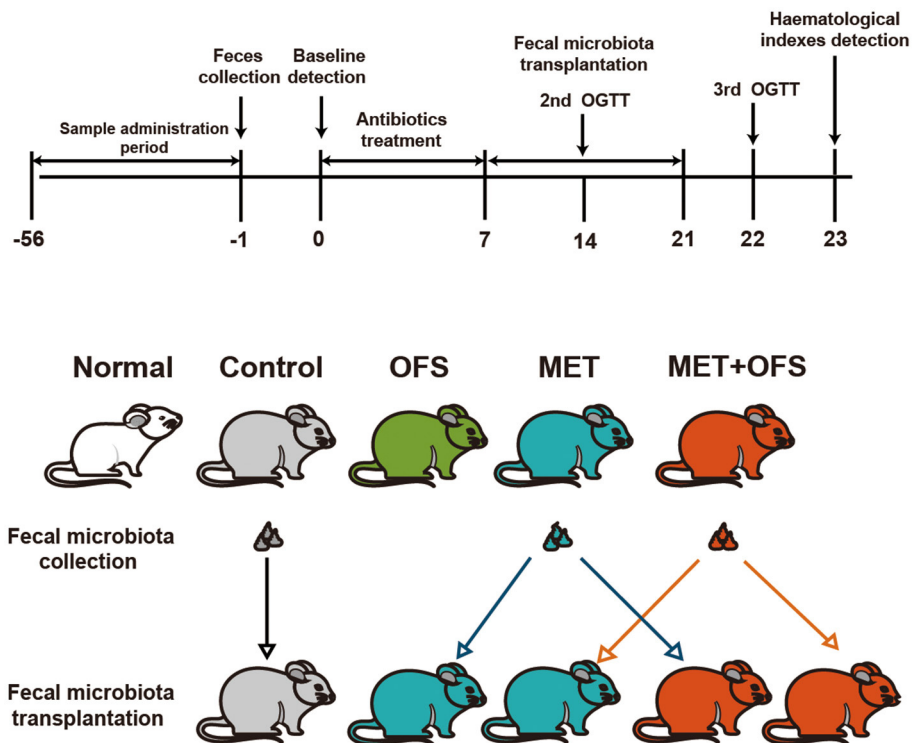 Feces
collection
Baseline
detection
Fecal microbiota
transplantation
Haematological
indexes detection
Sample administration
period
Antibiotics
treatment
2nd OGTT
3rd OGTT
-56
-1
0
7
14
21
22
23
Normal
Control
OFS
MET
MET+OFS
Fecal microbiota
collection
Fecal microbiota
transplantation